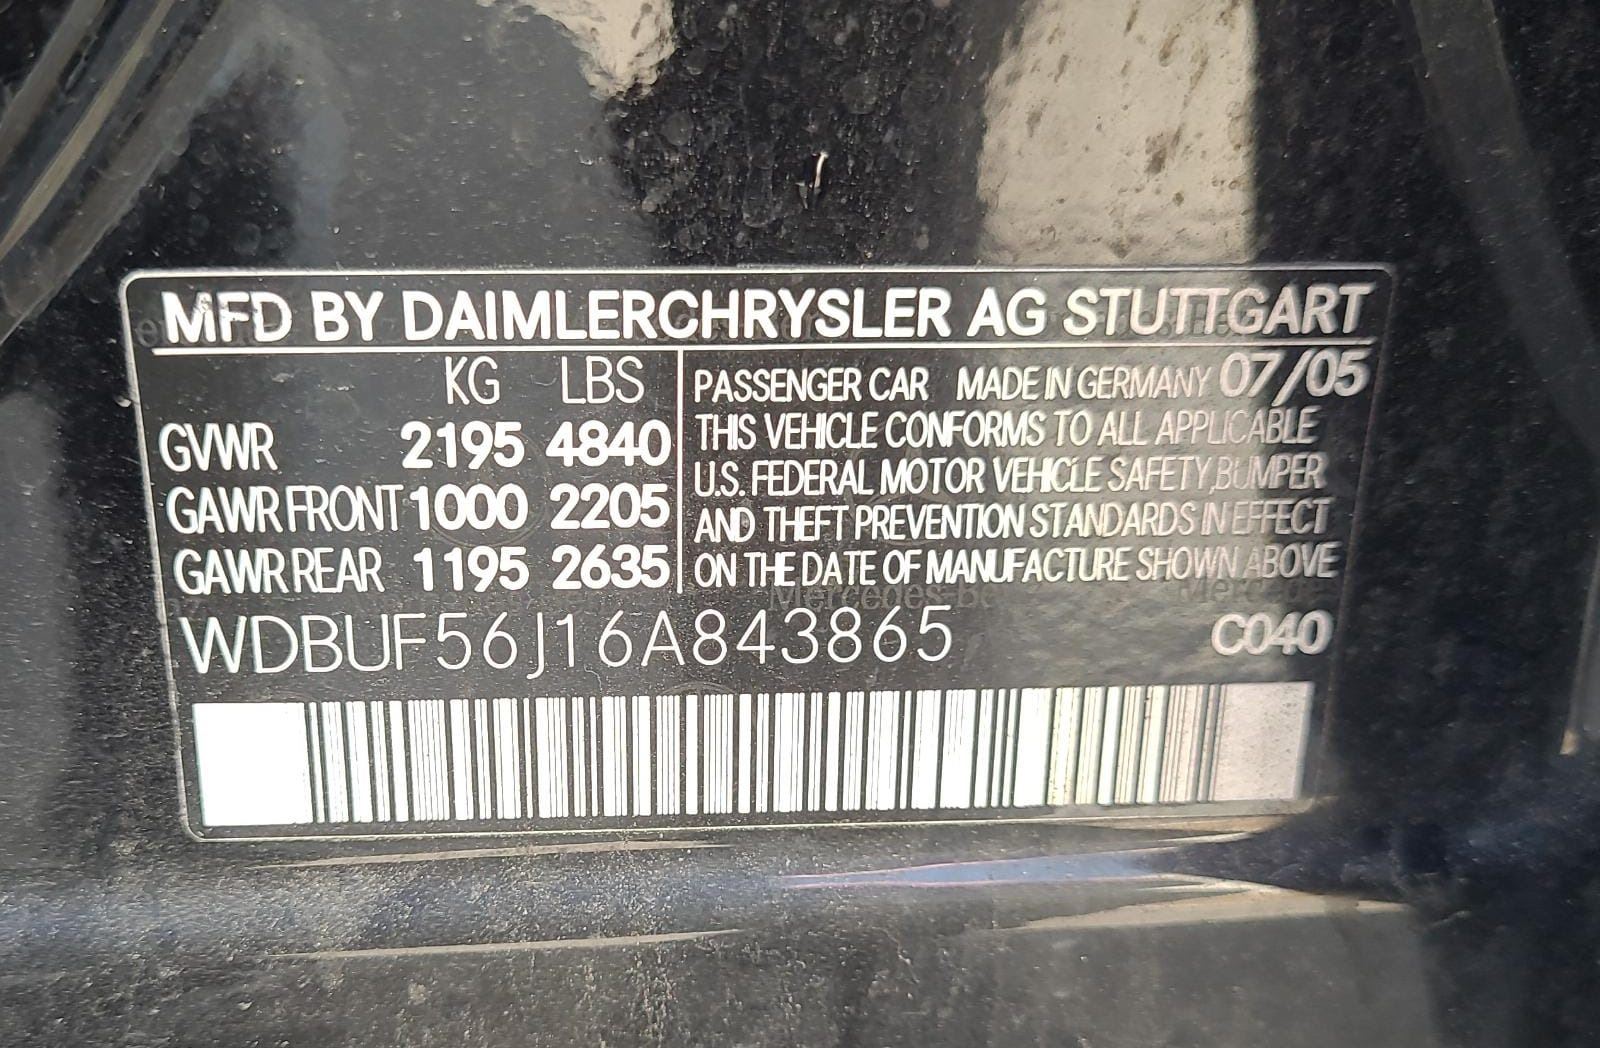 MFD BY DAIMLERCHRYSLER AG STUTTGART
KG LBS
GVWR 2195 4840
GAWR FRONT 1000 2205
GAWR REAR 1195 2635
PASSENGER CAR MADE IN GERMANY 07/05
THIS VEHICLE CONFORMS TO ALL APPLICABLE
U.S. FEDERAL MOTOR VEHICLE SAFETY, BUMPER
AND THEFT PREVENTION STANDARDS IN EFFECT
ON THE DATE OF MANUFACTURE SHOWN ABOVE
WDBUF56J16A843865 C040